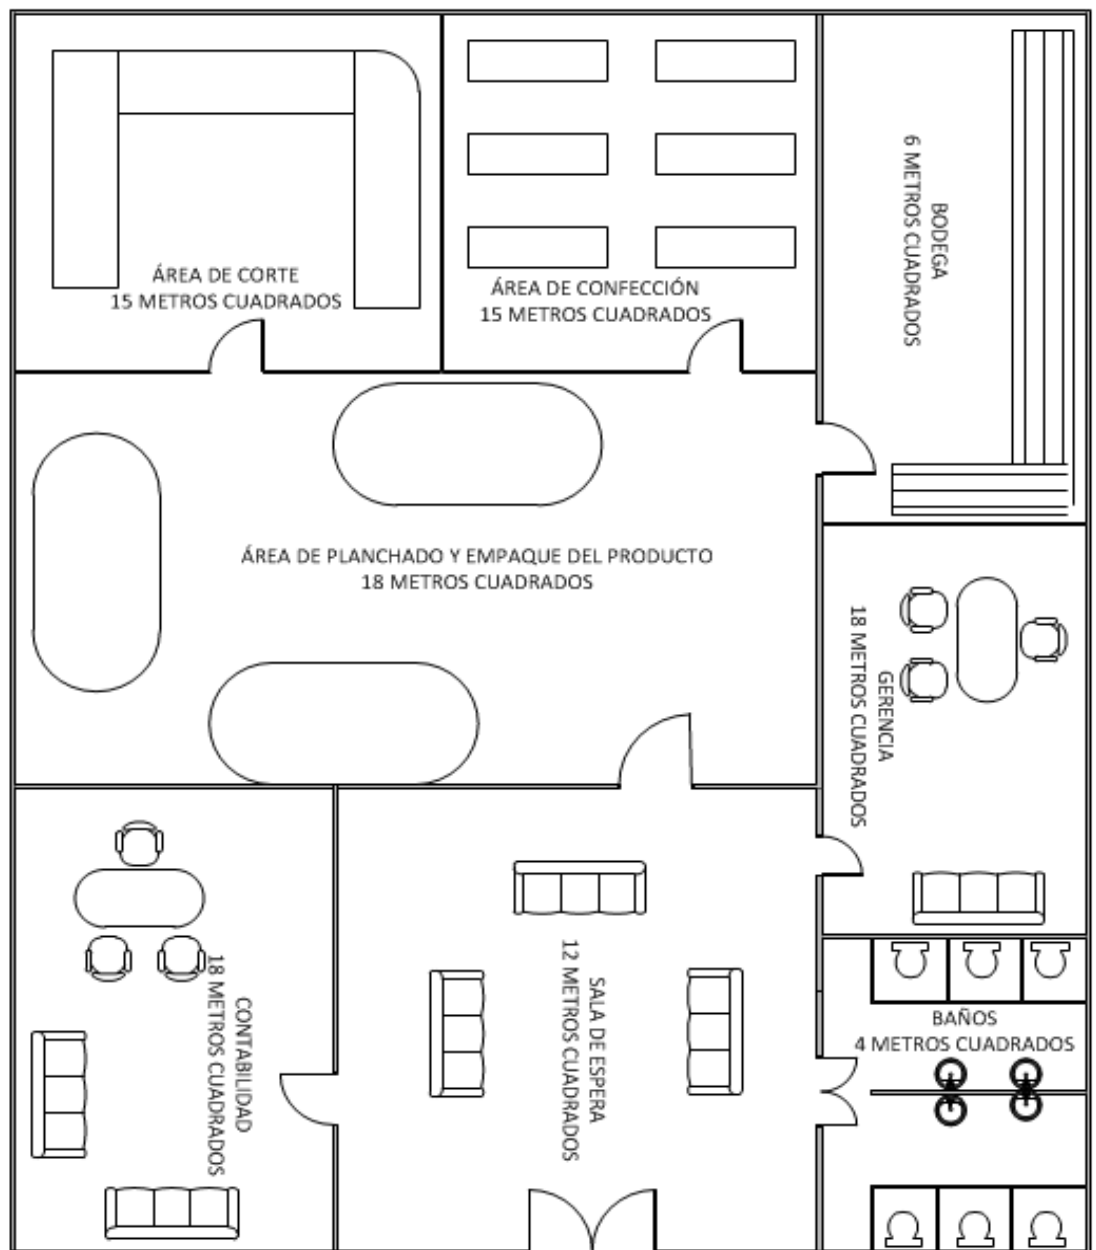 ÁREA DE CORTE
15 METROS CUADRADOS
ÁREA DE CONFECCIÓN
15 METROS CUADRADOS
BODEGA
6 METROS CUADRADOS
ÁREA DE PLANCHADO Y EMPAQUE DEL PRODUCTO
18 METROS CUADRADOS
GERENCIA
18 METROS CUADRADOS
CONTABILIDAD
18 METROS CUADRADOS
SALA DE ESPERA
12 METROS CUADRADOS
BAÑOS
4 METROS CUADRADOS